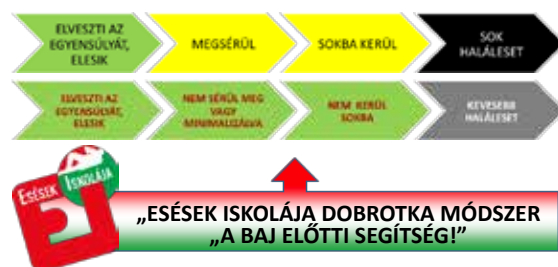 ELVESZTI AZ
EGYENSÚLYÁT,
ELESIK
MEGSÉRÜL
SOKBA KERÜL
SOK
HALÁLESET
ELVESZTI AZ
EGYENSÚLYÁT,
ELESIK
NEM SÉRÜL MEG
VAGY
MINIMALIZÁLVA
NEM KERÜL
SOKBA
KEVESEBB
HALÁLESET
ESÉSEK ISKOLÁJA
„ESÉSEK ISKOLÁJA DOBROTKA MÓDSZER
„A BAJ ELŐTTI SEGÍTSÉG!”